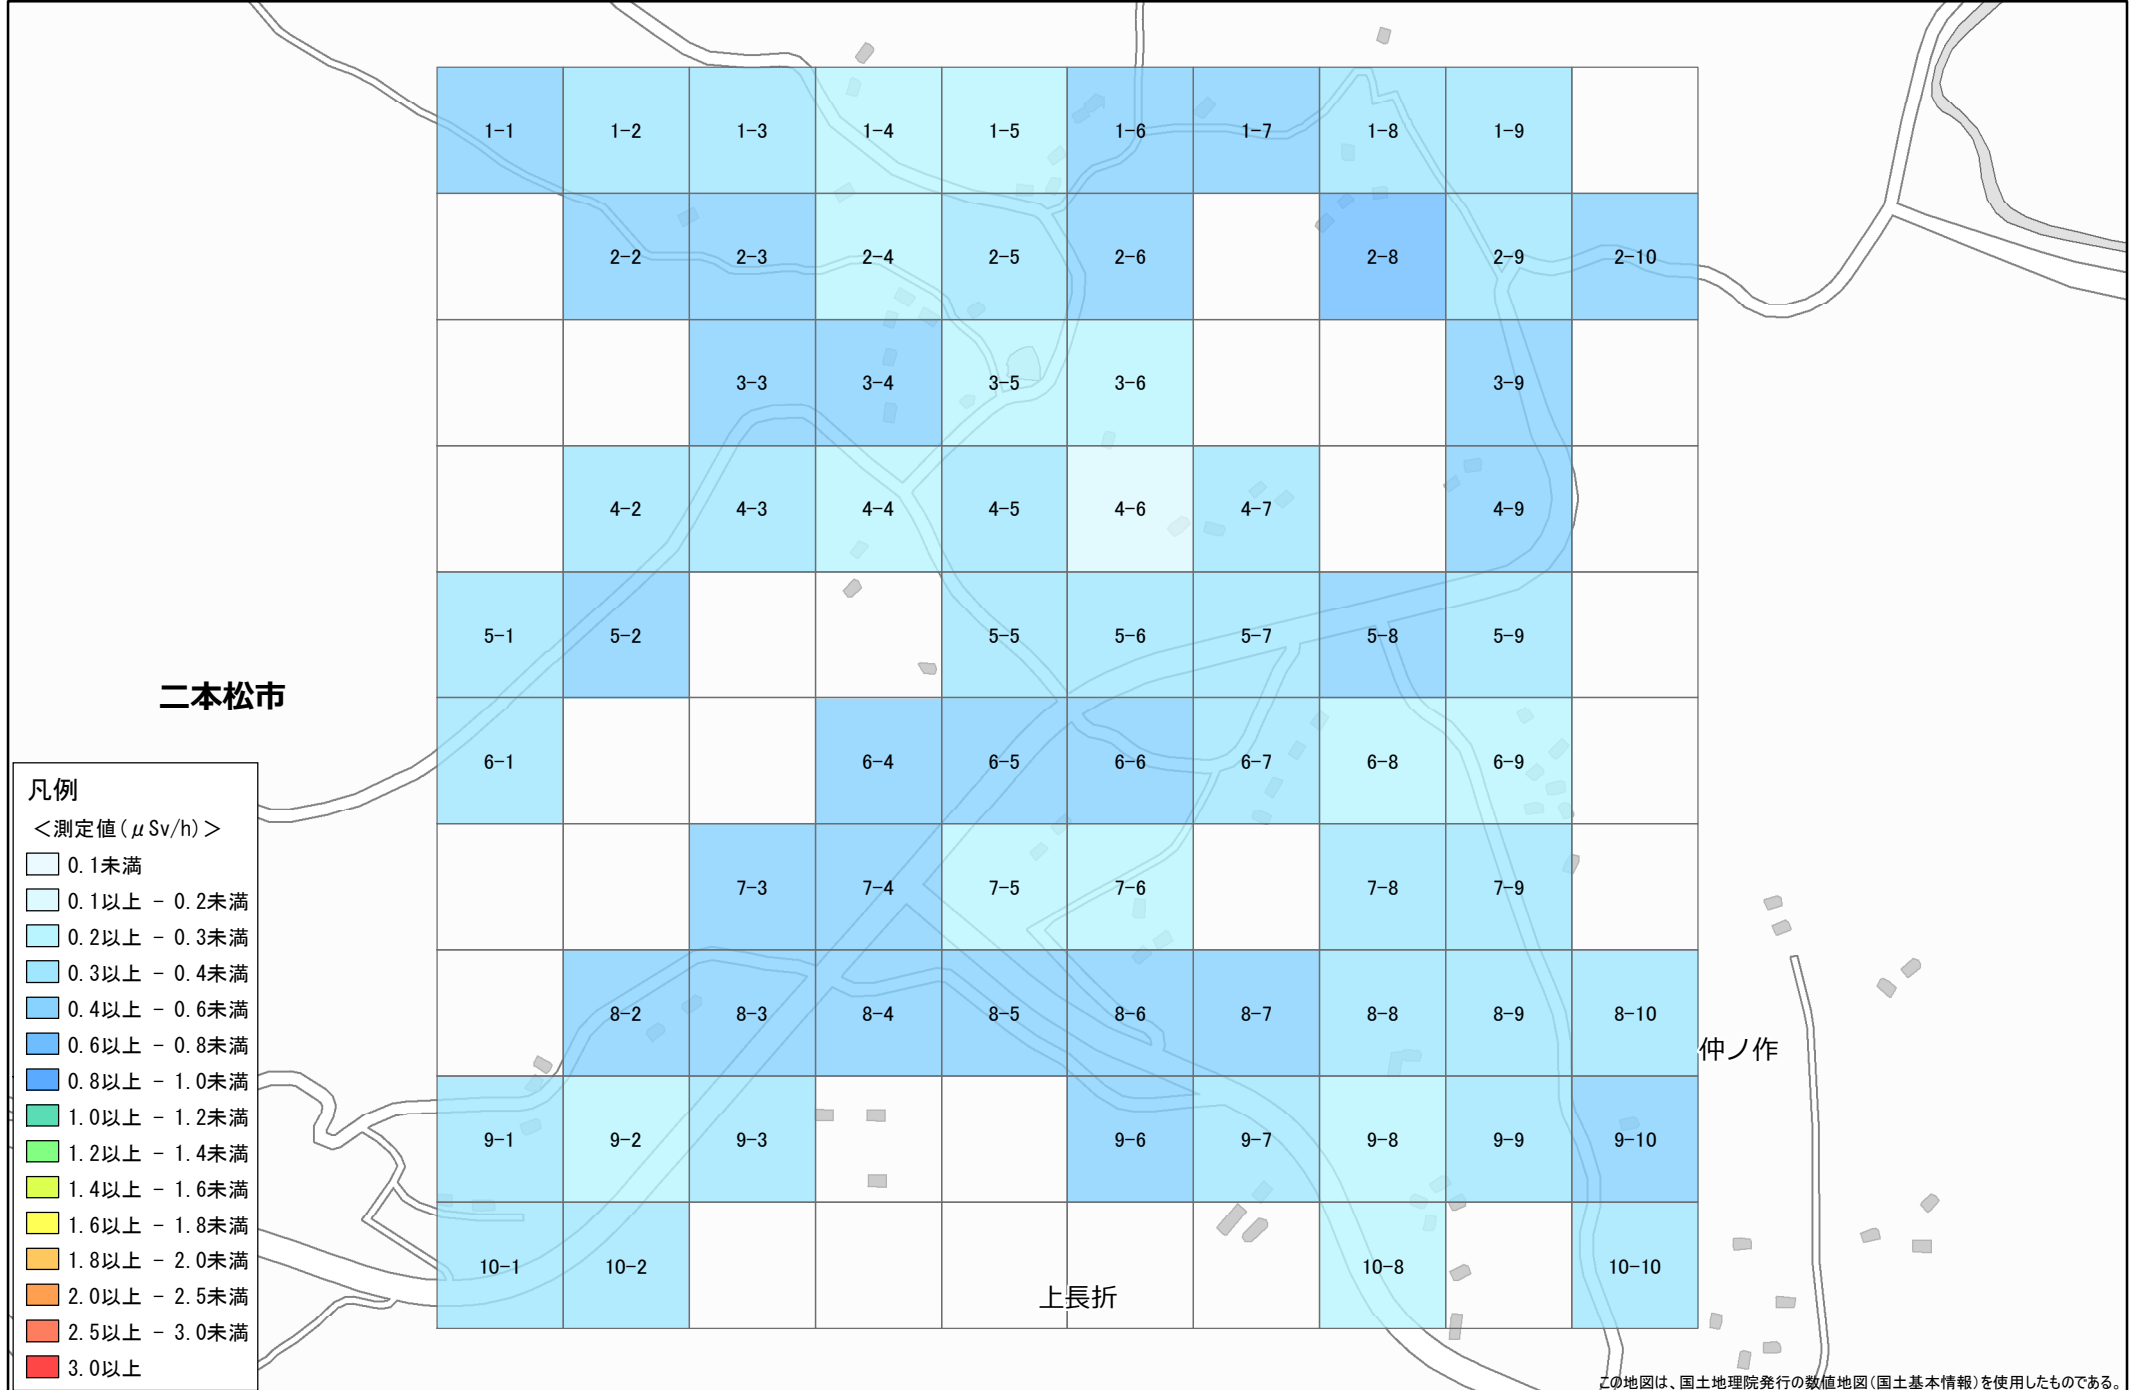 1-1 1-2 1-3 1-4 1-5 1-6 1-7 1-8 1-9
2-2 2-3 2-4 2-5 2-6 2-8 2-9 2-10
3-3 3-4 3-5 3-6 3-9
4-2 4-3 4-4 4-5 4-6 4-7 4-9
5-1 5-2 5-5 5-6 5-7 5-8 5-9
二本松市
6-1 6-4 6-5 6-6 6-7 6-8 6-9
7-3 7-4 7-5 7-6 7-8 7-9
8-2 8-3 8-4 8-5 8-6 8-7 8-8 8-9 8-10
仲ノ作
9-1 9-2 9-3 9-6 9-7 9-8 9-9 9-10
10-1 10-2 10-8 10-10
上長折
凡例
＜測定値(μSv/h)＞
0.1未満
0.1以上 - 0.2未満
0.2以上 - 0.3未満
0.3以上 - 0.4未満
0.4以上 - 0.6未満
0.6以上 - 0.8未満
0.8以上 - 1.0未満
1.0以上 - 1.2未満
1.2以上 - 1.4未満
1.4以上 - 1.6未満
1.6以上 - 1.8未満
1.8以上 - 2.0未満
2.0以上 - 2.5未満
2.5以上 - 3.0未満
3.0以上
この地図は、国土地理院発行の数値地図(国土基本情報)を使用したものである。